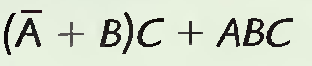 (A̅ + B)C + ABC